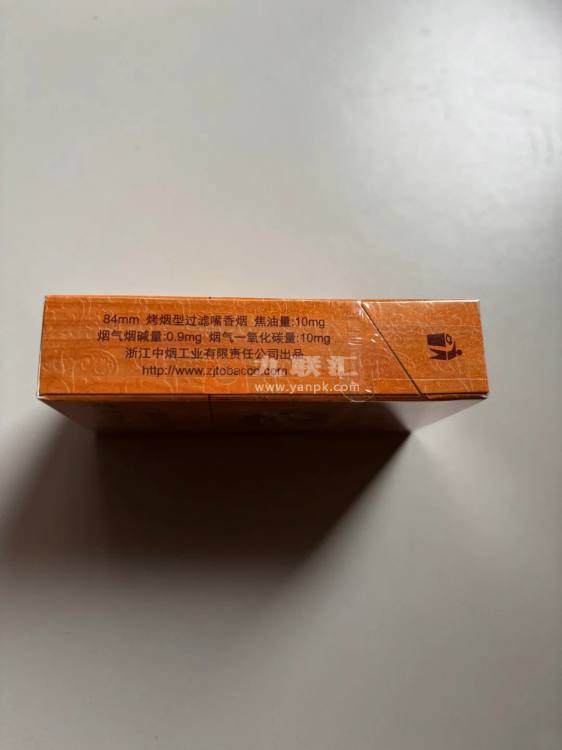 84mm 烤烟型过滤嘴香烟 焦油量:10mg
烟气烟碱量:0.9mg 烟气一氧化碳量:10mg
浙江中烟工业有限责任公司出品
http://www.zjtobacco.com
联汇
www.yanpk.com